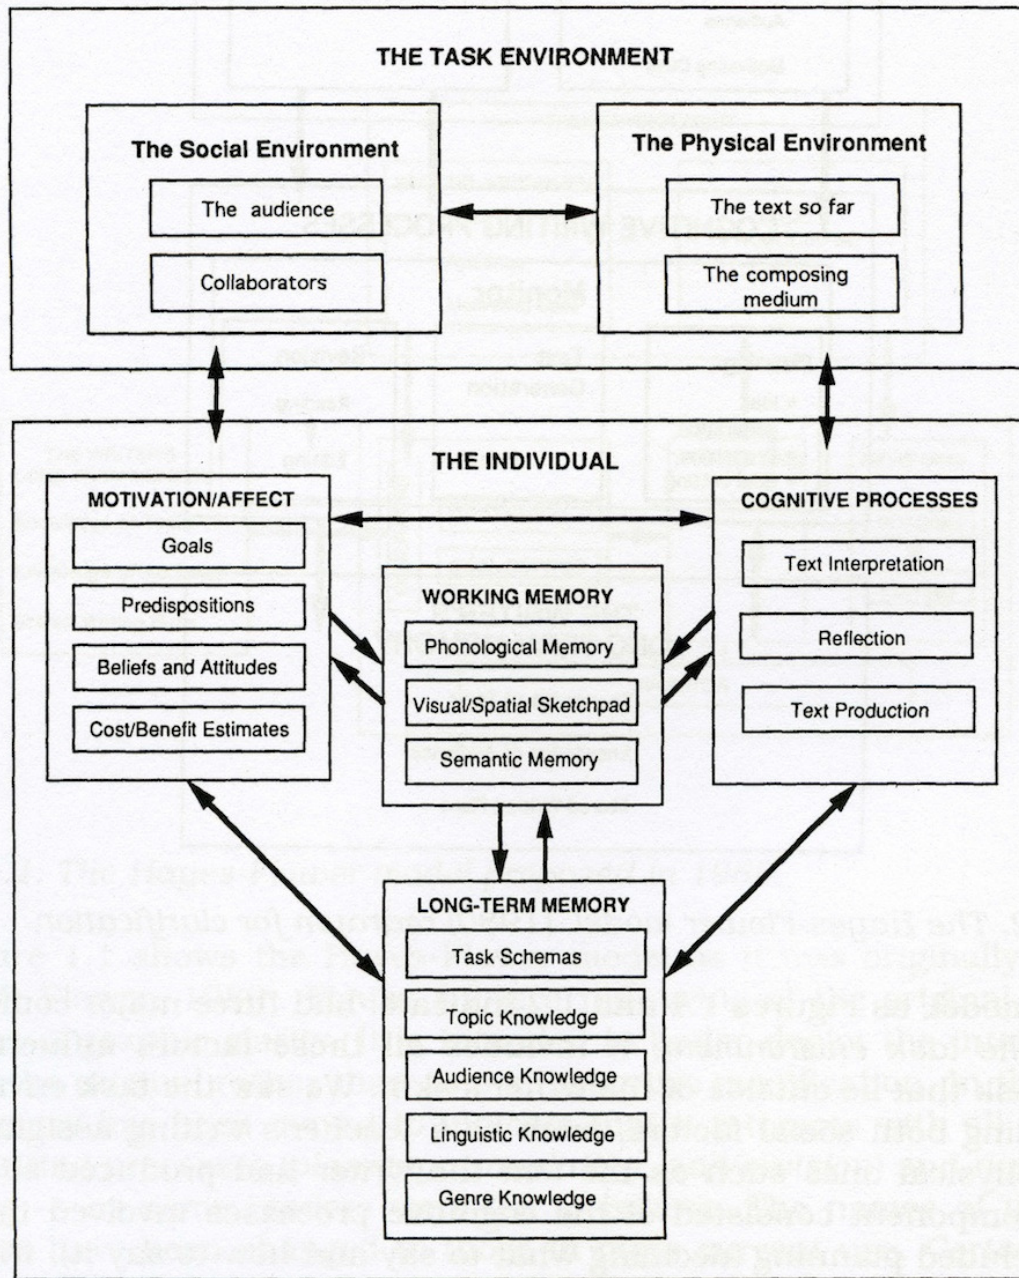 THE TASK ENVIRONMENT
The Social Environment
The audience
Collaborators
The Physical Environment
The text so far
The composing
medium
THE INDIVIDUAL
MOTIVATION/AFFECT
Goals
Predispositions
Beliefs and Attitudes
Cost/Benefit Estimates
WORKING MEMORY
Phonological Memory
Visual/Spatial Sketchpad
Semantic Memory
COGNITIVE PROCESSES
Text Interpretation
Reflection
Text Production
LONG-TERM MEMORY
Task Schemas
Topic Knowledge
Audience Knowledge
Linguistic Knowledge
Genre Knowledge